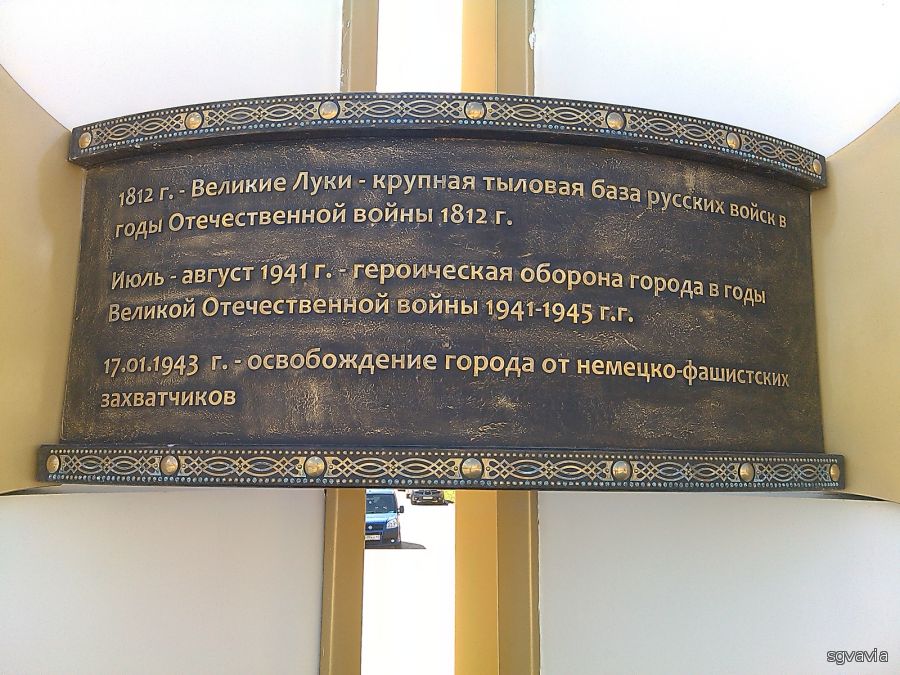 1812 г. - Великие Луки - крупная тыловая база русских войск в
годы Отечественной войны 1812 г.
Июль - август 1941 г. - героическая оборона города в годы
Великой Отечественной войны 1941-1945 г.г.
17.01.1943 г. - освобождение города от немецко-фашистских
захватчиков
sgvavia